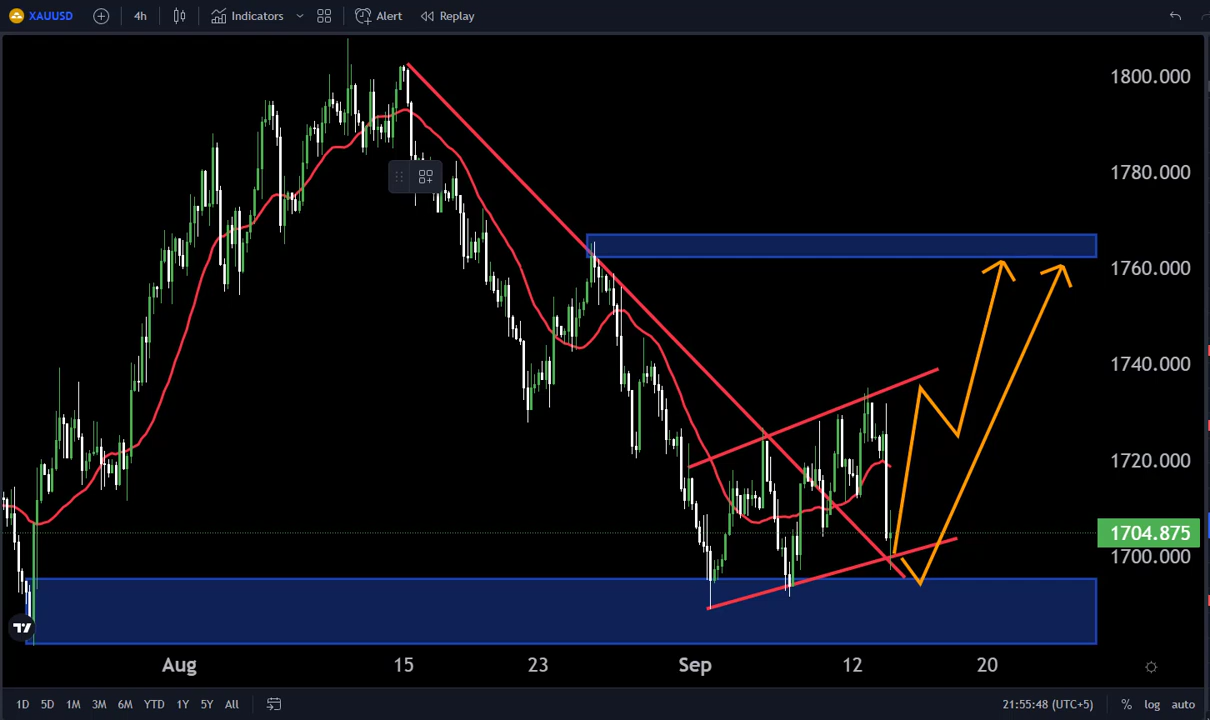 XAUUSD 4h Indicators Alert Replay
1800.000
1780.000
1760.000
1740.000
1720.000
1704.875
1700.000
Aug 15 23 Sep 12 20
1D 5D 1M 3M 6M YTD 1Y 5Y All 21:55:48 (UTC+5) % log auto